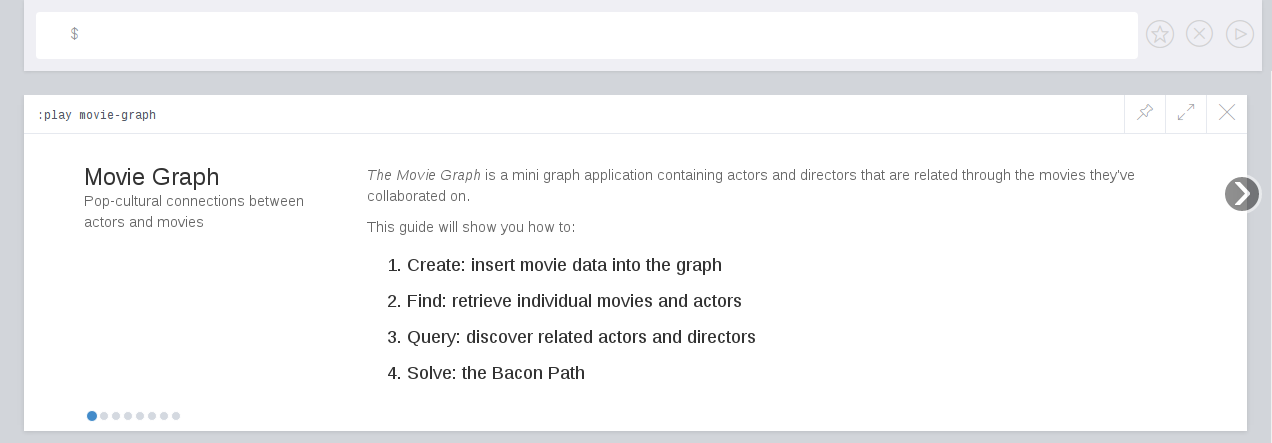 $
:play movie-graph
Movie Graph
Pop-cultural connections between
actors and movies
The Movie Graph is a mini graph application containing actors and directors that are related through the movies they've
collaborated on.
This guide will show you how to:
1. Create: insert movie data into the graph
2. Find: retrieve individual movies and actors
3. Query: discover related actors and directors
4. Solve: the Bacon Path